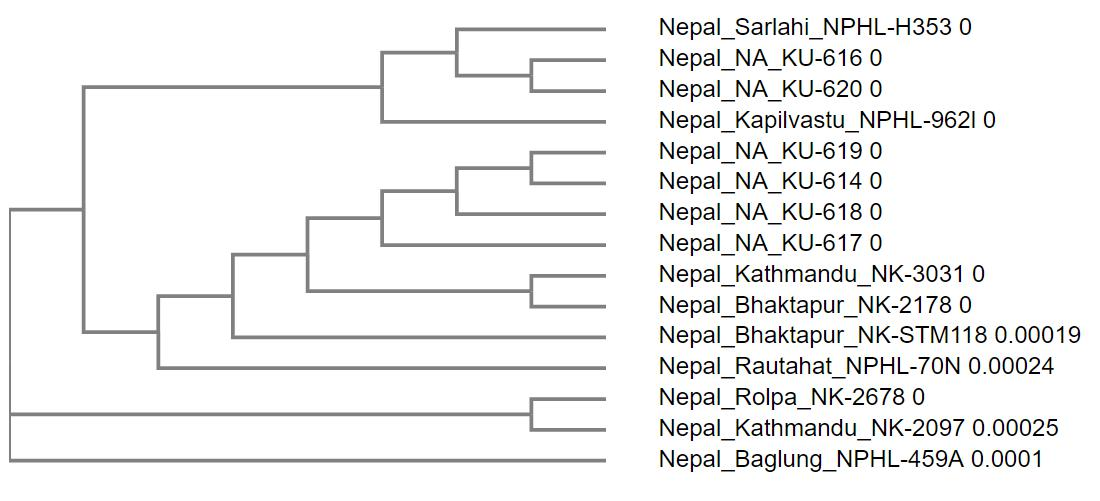 Nepal_Sarlahi_NPHL-H353 0
Nepal_NA_KU-616 0
Nepal_NA_KU-620 0
Nepal_Kapilvastu_NPHL-962I 0
Nepal_NA_KU-619 0
Nepal_NA_KU-614 0
Nepal_NA_KU-618 0
Nepal_NA_KU-617 0
Nepal_Kathmandu_NK-3031 0
Nepal_Bhaktapur_NK-2178 0
Nepal_Bhaktapur_NK-STM118 0.00019
Nepal_Rautahat_NPHL-70N 0.00024
Nepal_Rolpa_NK-2678 0
Nepal_Kathmandu_NK-2097 0.00025
Nepal_Baglung_NPHL-459A 0.0001